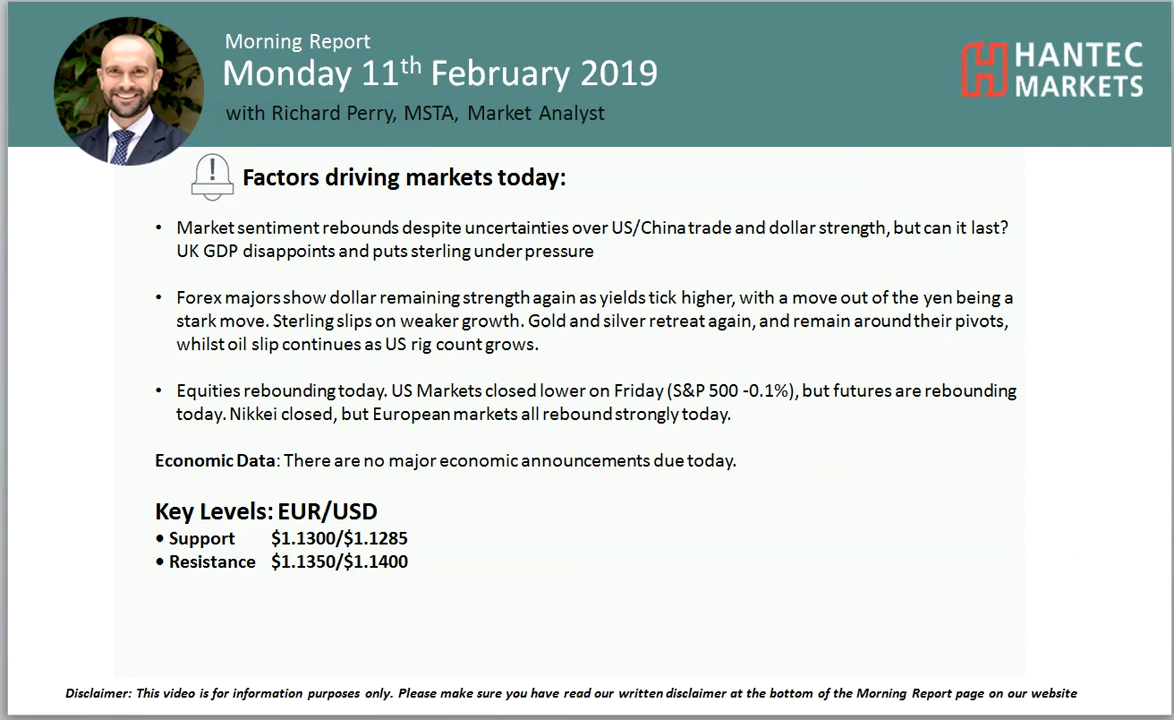 Morning Report
Monday 11th February 2019
with Richard Perry, MSTA, Market Analyst
HANTEC
MARKETS
! Factors driving markets today:
• Market sentiment rebounds despite uncertainties over US/China trade and dollar strength, but can it last?
UK GDP disappoints and puts sterling under pressure
• Forex majors show dollar remaining strength again as yields tick higher, with a move out of the yen being a
stark move. Sterling slips on weaker growth. Gold and silver retreat again, and remain around their pivots,
whilst oil slip continues as US rig count grows.
• Equities rebounding today. US Markets closed lower on Friday (S&P 500 -0.1%), but futures are rebounding
today. Nikkei closed, but European markets all rebound strongly today.
Economic Data: There are no major economic announcements due today.
Key Levels: EUR/USD
• Support $1.1300/$1.1285
• Resistance $1.1350/$1.1400
Disclaimer: This video is for information purposes only. Please make sure you have read our written disclaimer at the bottom of the Morning Report page on our website